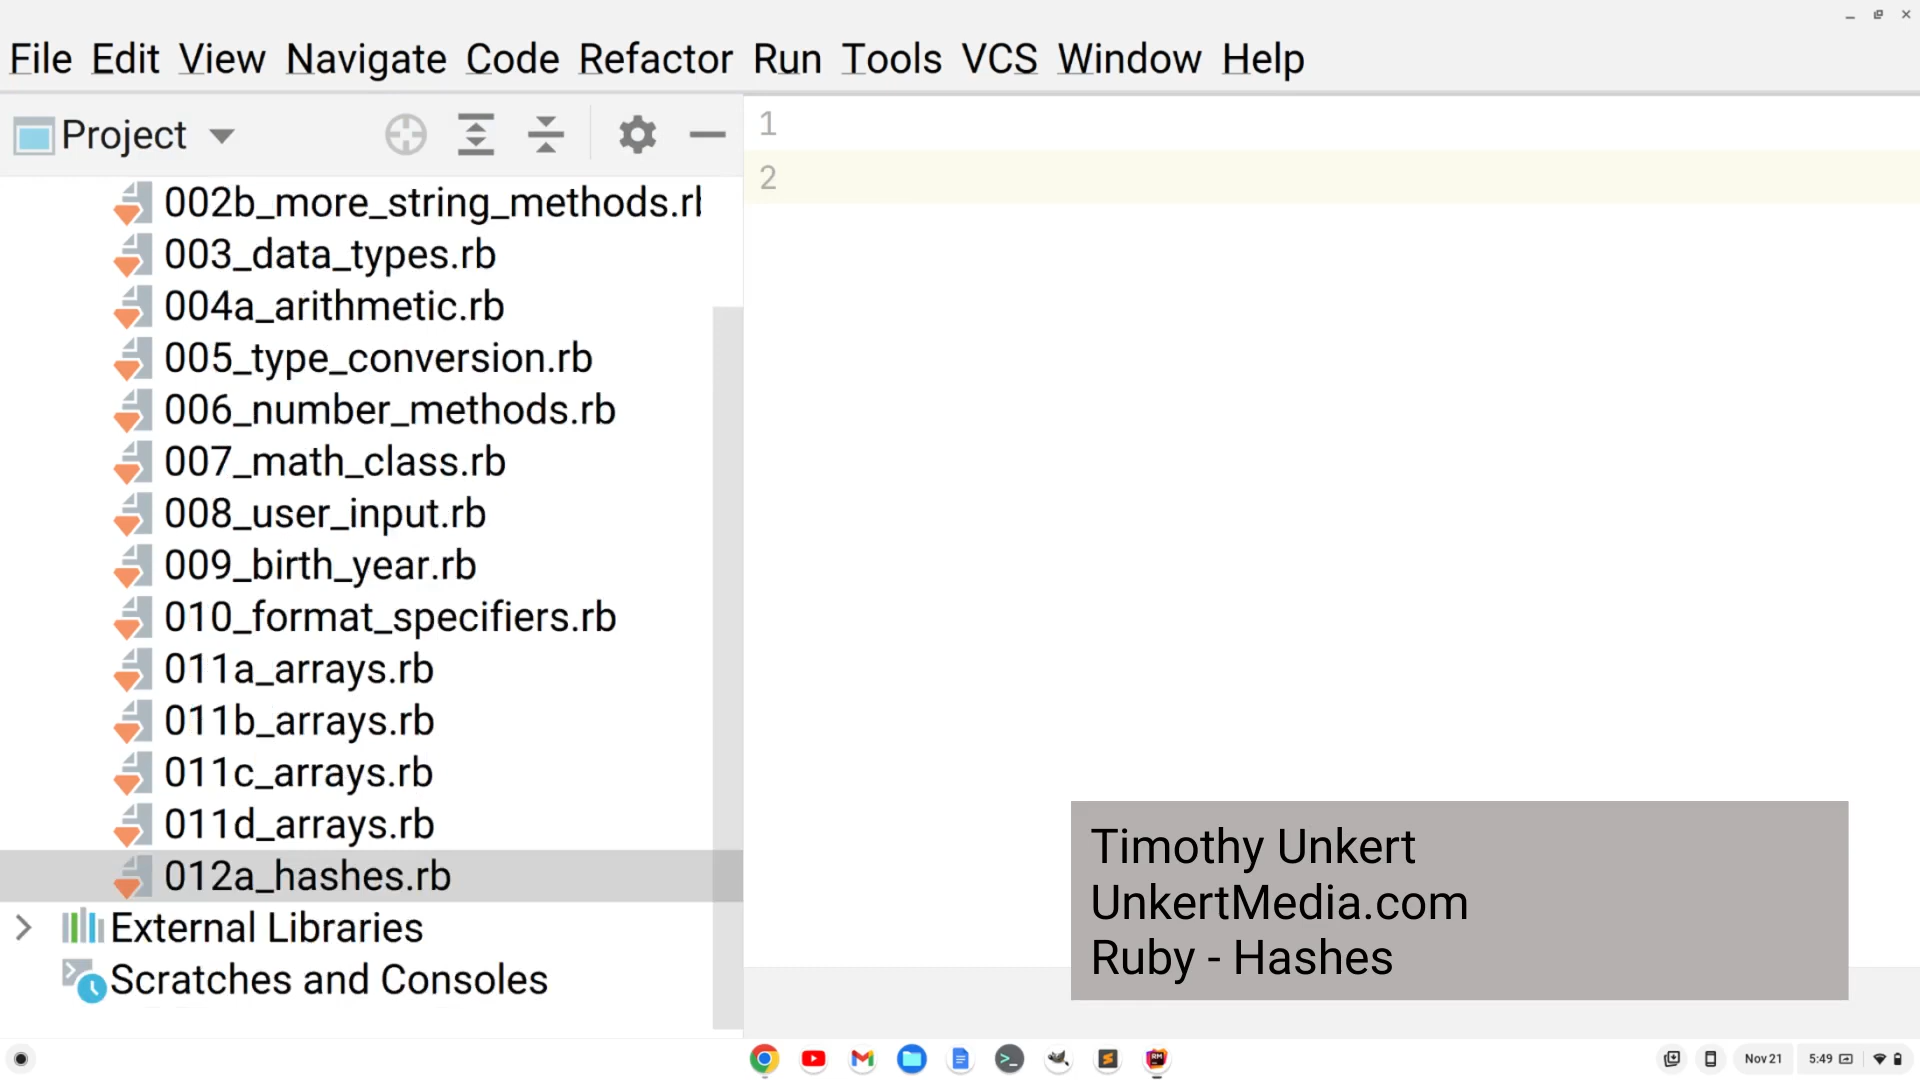 File Edit View Navigate Code Refactor Run Tools VCS Window Help
Project
002b_more_string_methods.rb
003_data_types.rb
004a_arithmetic.rb
005_type_conversion.rb
006_number_methods.rb
007_math_class.rb
008_user_input.rb
009_birth_year.rb
010_format_specifiers.rb
011a_arrays.rb
011b_arrays.rb
011c_arrays.rb
011d_arrays.rb
012a_hashes.rb
External Libraries
Scratches and Consoles
1
2
Timothy Unkert
UnkertMedia.com
Ruby - Hashes
RM
Nov 21
5:49